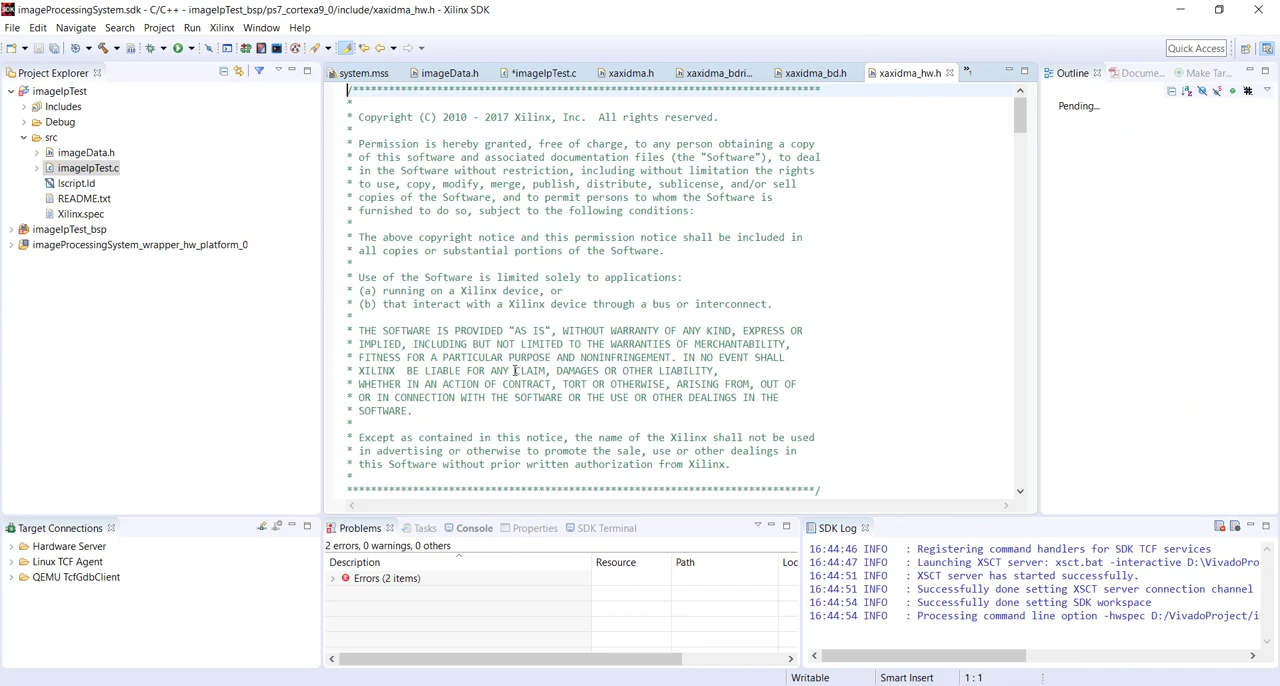 imageProcessingSystem.sdk - C/C++ - imageIpTest_bsp/ps7_cortexa9_0/include/xaxidma_hw.h - Xilinx SDK
File Edit Navigate Search Project Run Xilinx Window Help
Quick Access
Project Explorer
imageIpTest
Includes
Debug
src
imageData.h
imageIpTest.c
lscript.ld
README.txt
Xilinx.spec
imageIpTest_bsp
imageProcessingSystem_wrapper_hw_platform_0
system.mss imageData.h *imageIpTest.c xaxidma.h xaxidma_bdri... xaxidma_bd.h xaxidma_hw.h
/******************************************************************************
*
* Copyright (C) 2010 - 2017 Xilinx, Inc.  All rights reserved.
*
* Permission is hereby granted, free of charge, to any person obtaining a copy
* of this software and associated documentation files (the "Software"), to deal
* in the Software without restriction, including without limitation the rights
* to use, copy, modify, merge, publish, distribute, sublicense, and/or sell
* copies of the Software, and to permit persons to whom the Software is
* furnished to do so, subject to the following conditions:
*
* The above copyright notice and this permission notice shall be included in
* all copies or substantial portions of the Software.
*
* Use of the Software is limited solely to applications:
* (a) running on a Xilinx device, or
* (b) that interact with a Xilinx device through a bus or interconnect.
*
* THE SOFTWARE IS PROVIDED "AS IS", WITHOUT WARRANTY OF ANY KIND, EXPRESS OR
* IMPLIED, INCLUDING BUT NOT LIMITED TO THE WARRANTIES OF MERCHANTABILITY,
* FITNESS FOR A PARTICULAR PURPOSE AND NONINFRINGEMENT. IN NO EVENT SHALL
* XILINX  BE LIABLE FOR ANY CLAIM, DAMAGES OR OTHER LIABILITY,
* WHETHER IN AN ACTION OF CONTRACT, TORT OR OTHERWISE, ARISING FROM, OUT OF
* OR IN CONNECTION WITH THE SOFTWARE OR THE USE OR OTHER DEALINGS IN THE
* SOFTWARE.
*
* Except as contained in this notice, the name of the Xilinx shall not be used
* in advertising or otherwise to promote the sale, use or other dealings in
* this Software without prior written authorization from Xilinx.
*
******************************************************************************/
Outline Docume... Make Tar...
Pending...
Target Connections
Hardware Server
Linux TCF Agent
QEMU TcfGdbClient
Problems Tasks Console Properties SDK Terminal
2 errors, 0 warnings, 0 others
Description Resource Path Loc
Errors (2 items)
SDK Log
16:44:46 INFO : Registering command handlers for SDK TCF services
16:44:47 INFO : Launching XSCT server: xsct.bat -interactive D:\VivadoPro
16:44:51 INFO : XSCT server has started successfully.
16:44:51 INFO : Successfully done setting XSCT server connection channel
16:44:54 INFO : Successfully done setting SDK workspace
16:44:54 INFO : Processing command line option -hwspec D:/VivadoProject/i
Writable Smart Insert 1 : 1